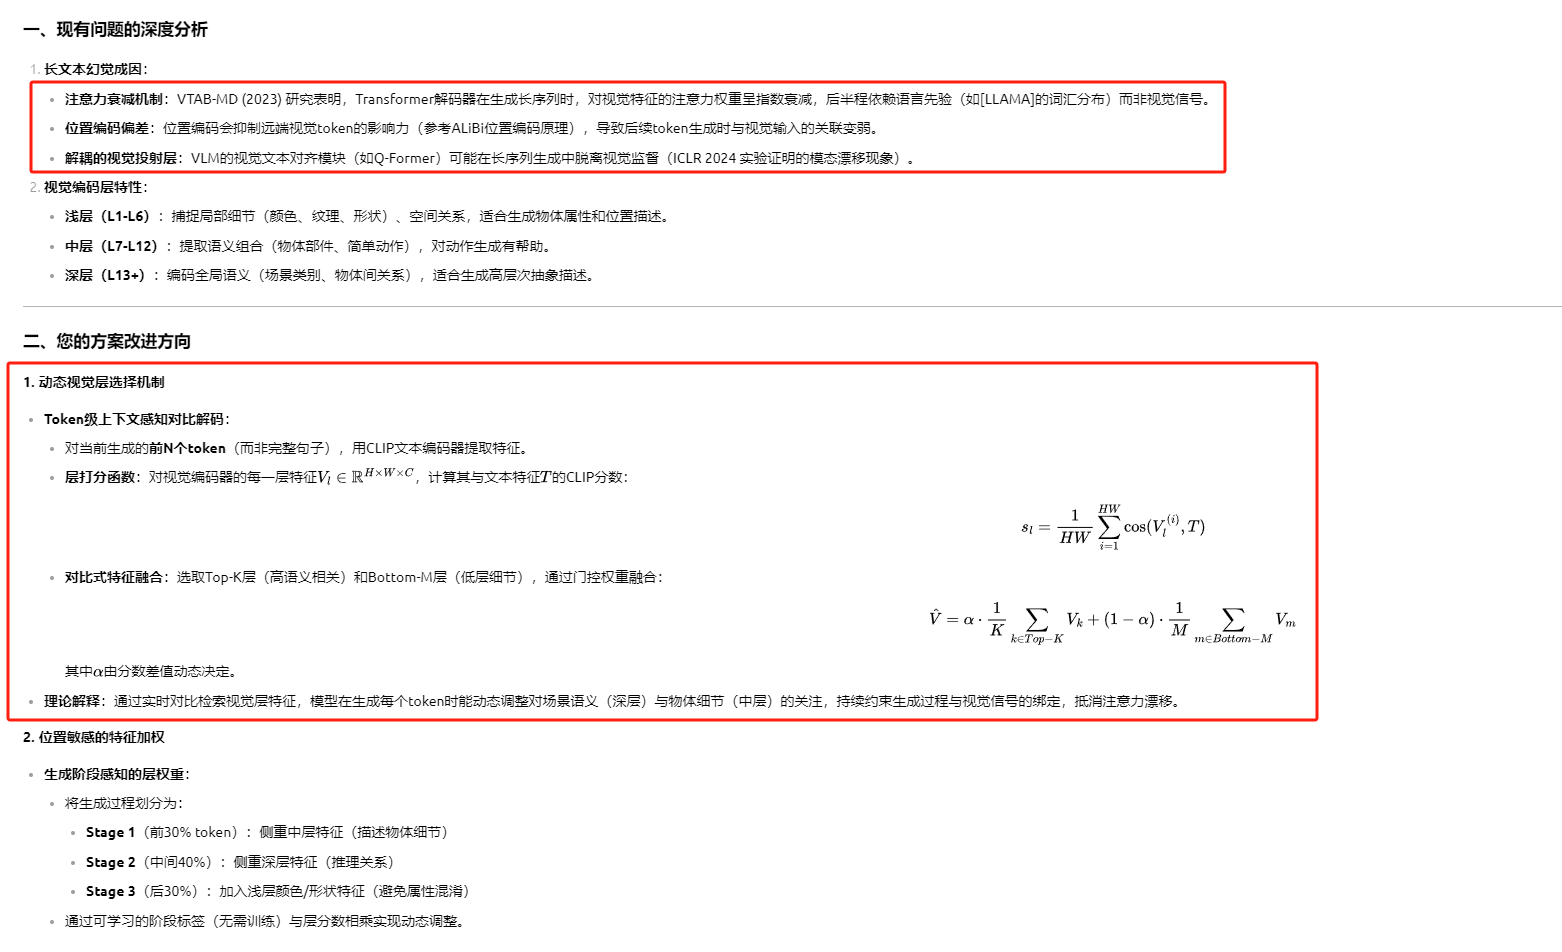 一、现有问题的深度分析
1. 长文本幻觉成因：
• 注意力衰减机制：VTAB-MD (2023) 研究表明，Transformer解码器在生成长序列时，对视觉特征的注意力权重呈指数衰减，后半程依赖语言先验（如[LLAMA]的词汇分布）而非视觉信号。
• 位置编码偏差：位置编码会抑制远端视觉token的影响力（参考ALiBi位置编码原理），导致后续token生成时与视觉输入的关联变弱。
• 解耦的视觉投射层：VLM的视觉文本对齐模块（如Q-Former）可能在长序列生成中脱离视觉监督（ICLR 2024 实验证明的模态漂移现象）。
2. 视觉编码层特性：
• 浅层（L1-L6）：捕捉局部细节（颜色、纹理、形状）、空间关系，适合生成物体属性和位置描述。
• 中层（L7-L12）：提取语义组合（物体部件、简单动作），对动作生成有帮助。
• 深层（L13+）：编码全局语义（场景类别、物体间关系），适合生成高层次抽象描述。
二、您的方案改进方向
1. 动态视觉层选择机制
• Token级上下文感知对比解码：
• 对当前生成的前N个token（而非完整句子），用CLIP文本编码器提取特征。
• 层打分函数：对视觉编码器的每一层特征V_l ∈ ℝ^{H×W×C}，计算其与文本特征T的CLIP分数：
s_l = \frac{1}{HW} \sum_{i=1}^{HW} cos(V_l^{(i)}, T)
• 对比式特征融合：选取Top-K层（高语义相关）和Bottom-M层（低层细节），通过门控权重融合：
\hat{V} = α · \frac{1}{K} \sum_{k∈Top−K} V_k + (1 − α) · \frac{1}{M} \sum_{m∈Bottom−M} V_m
其中α由分数差值动态决定。
• 理论解释：通过实时对比检索视觉层特征，模型在生成每个token时能动态调整对场景语义（深层）与物体细节（中层）的关注，持续约束生成过程与视觉信号的绑定，抵消注意力漂移。
2. 位置敏感的特征加权
• 生成阶段感知的层权重：
• 将生成过程划分为：
• Stage 1（前30% token）：侧重中层特征（描述物体细节）
• Stage 2（中间40%）：侧重深层特征（推理关系）
• Stage 3（后30%）：加入浅层颜色/形状特征（避免属性混淆）
• 通过可学习的阶段标签（无需训练）与层分数相乘实现动态调整。